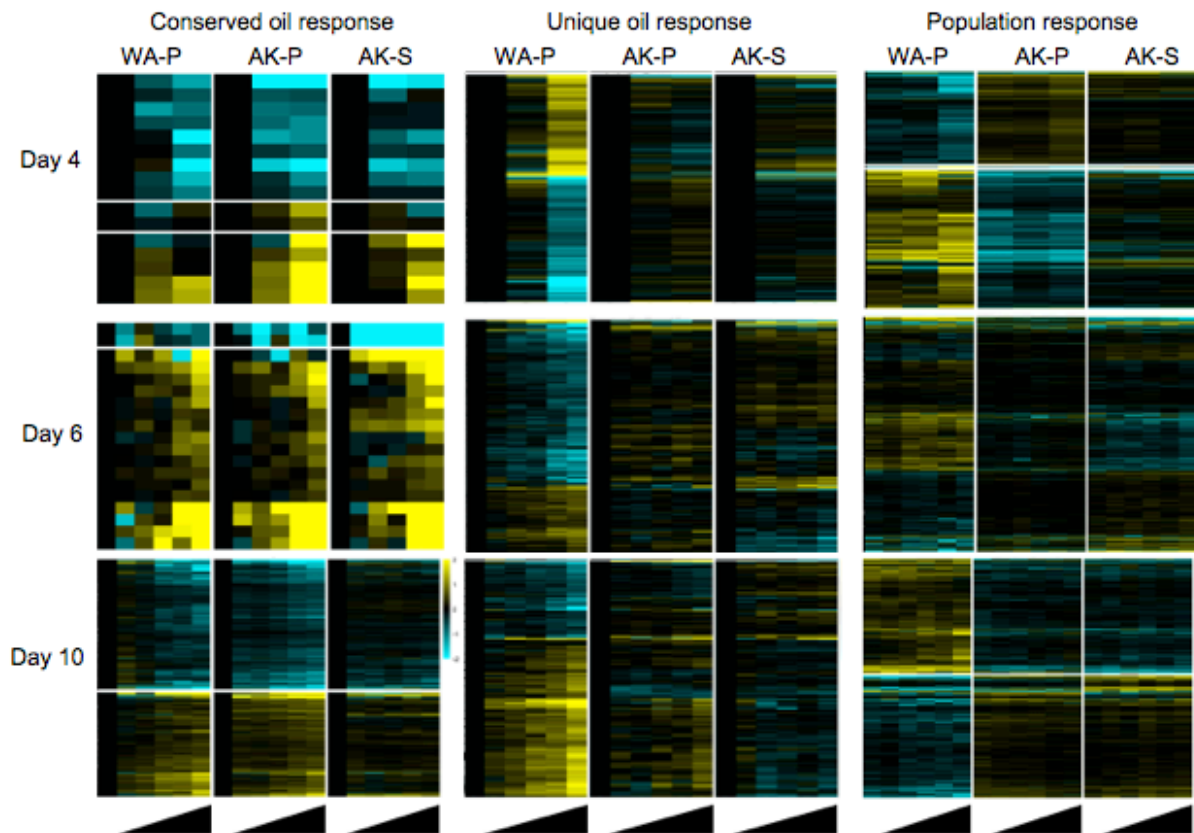 Conserved oil response Unique oil response Population response
WA-P AK-P AK-S WA-P AK-P AK-S WA-P AK-P AK-S
Day 4
Day 6
Day 10